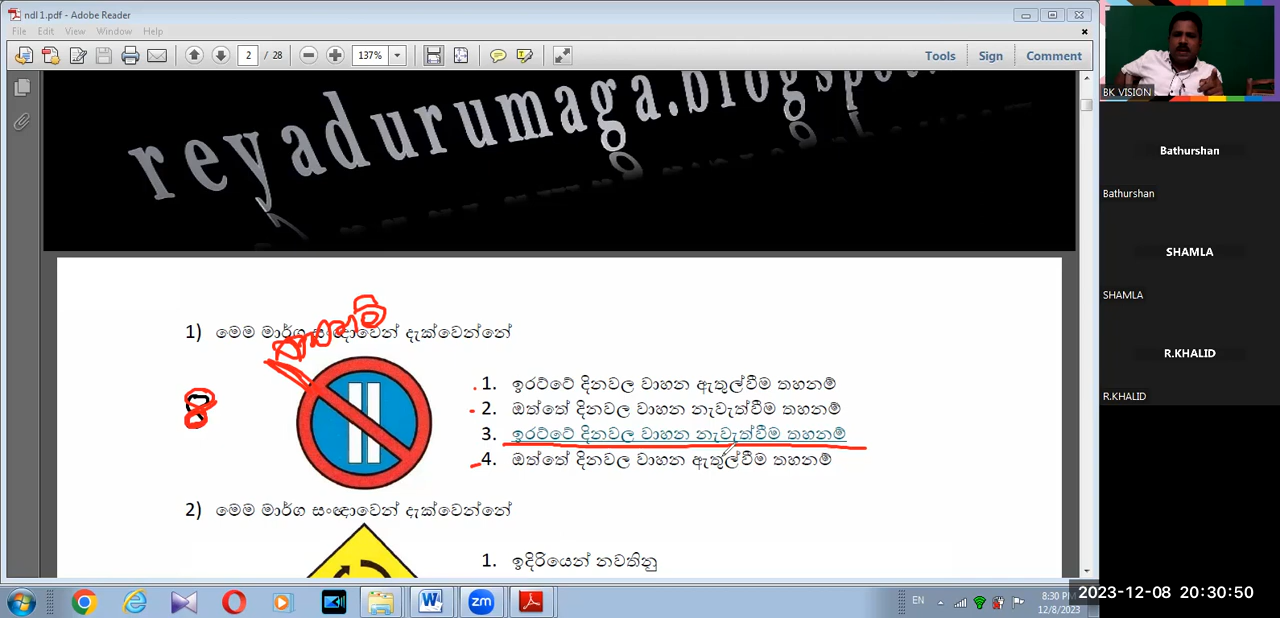 ndl 1.pdf - Adobe Reader
File Edit View Window Help
2 / 28 137% Tools Sign Comment
reyadurumaga.blogspot.
BK VISION
Bathurshan
Bathurshan
SHAMLA
SHAMLA
R.KHALID
R.KHALID
1) මෙම මාර්ග සංඥාවෙන් දැක්වෙන්නේ
තහනම්
8
1. ඉරට්ටේ දිනවල වාහන ඇතුල්වීම තහනම්
2. ඔත්තේ දිනවල වාහන නැවැත්වීම තහනම්
3. ඉරට්ටේ දිනවල වාහන නැවැත්වීම තහනම්
4. ඔත්තේ දිනවල වාහන ඇතුල්වීම තහනම්
2) මෙම මාර්ග සංඥාවෙන් දැක්වෙන්නේ
1. ඉදිරියෙන් නවතිනු
W zm
EN 8:30 PM
12/8/2023
2023-12-08 20:30:50